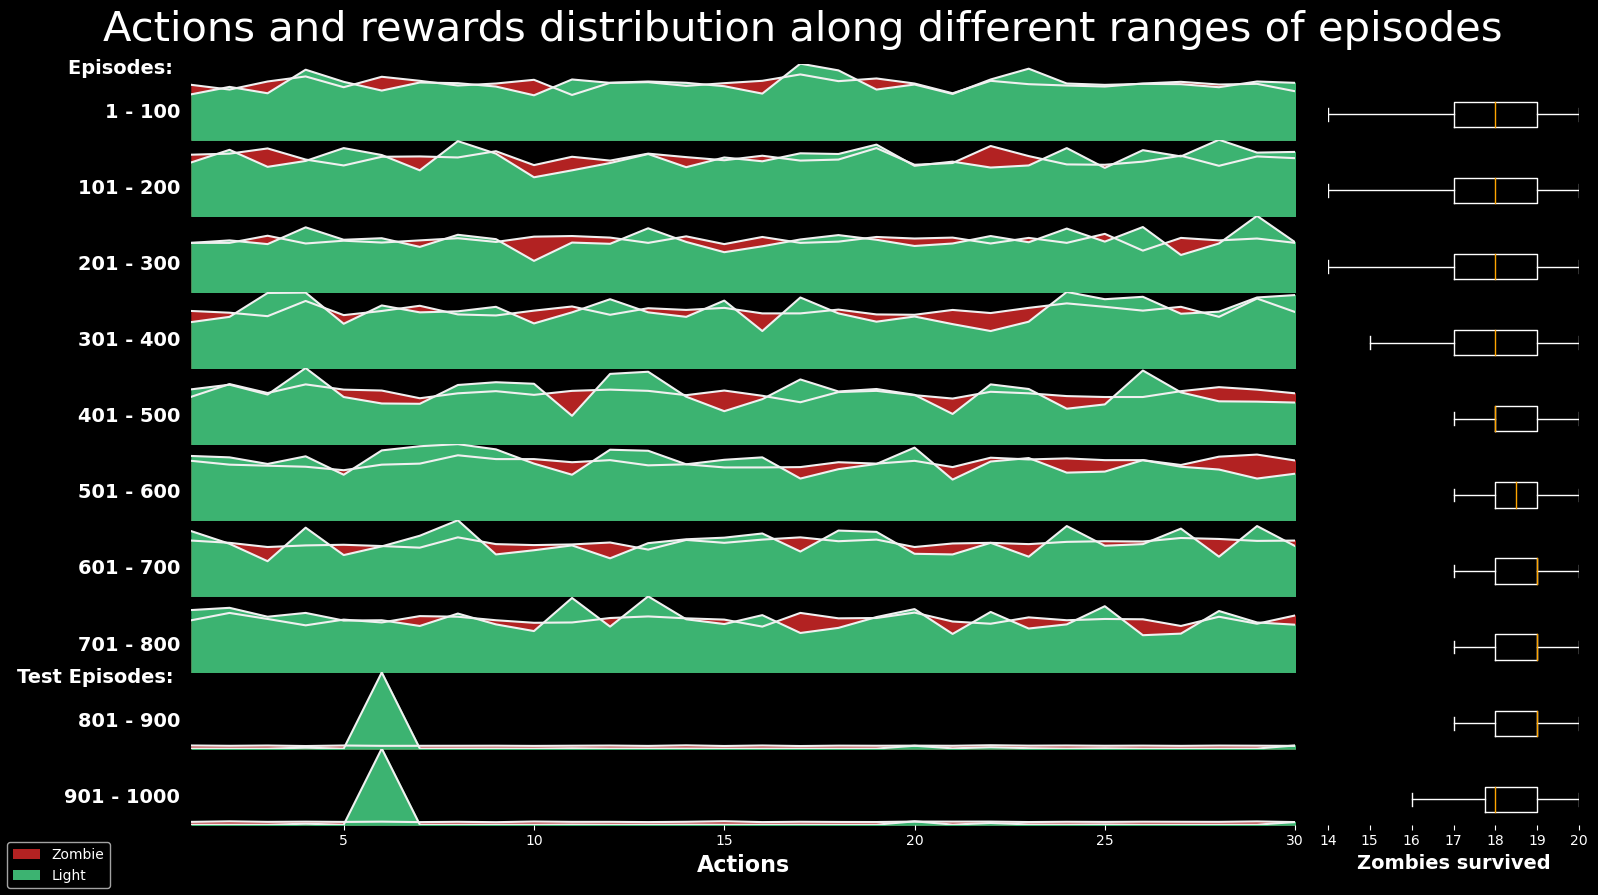 Actions and rewards distribution along different ranges of episodes
Episodes:
1 - 100
101 - 200
201 - 300
301 - 400
401 - 500
501 - 600
601 - 700
701 - 800
Test Episodes:
801 - 900
901 - 1000
5 10 15 20 25 30
14 15 16 17 18 19 20
Actions
Zombies survived
Zombie
Light